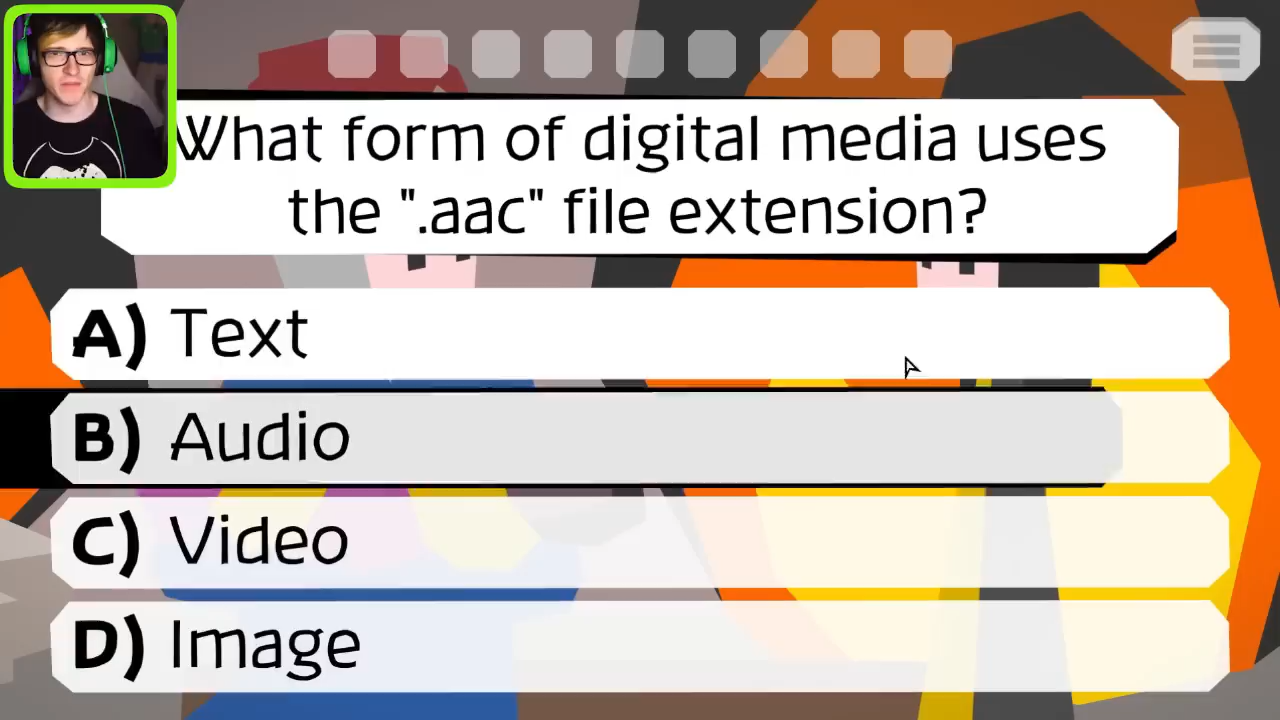 What form of digital media uses
the ".aac" file extension?
A) Text
B) Audio
C) Video
D) Image